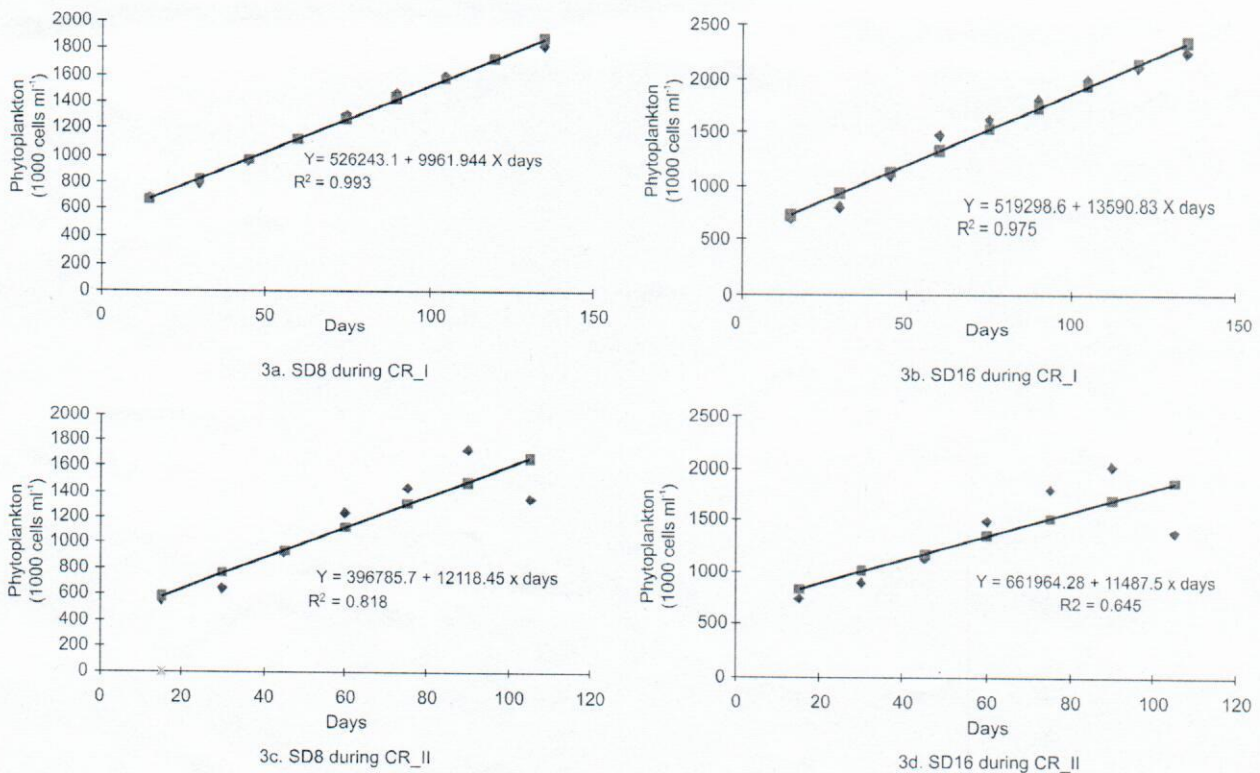 2000
1800
1600
1400
1200
1000
800
600
400
200
0
Phytoplankton
(1000 cells ml⁻¹)
Y= 526243.1 + 9961.944 X days
R² = 0.993
0 50 100 150
Days
3a. SD8 during CR_I
2500
2000
1500
1000
500
0
Phytoplankton
(1000 cells ml⁻¹)
Y = 519298.6 + 13590.83 X days
R² = 0.975
0 50 100 150
Days
3b. SD16 during CR_I
2000
1800
1600
1400
1200
1000
800
600
400
200
0
Phytoplankton
(1000 cells ml⁻¹)
Y = 396785.7 + 12118.45 x days
R² = 0.818
0 20 40 60 80 100 120
Days
3c. SD8 during CR_II
2500
2000
1500
1000
500
0
Phytoplankton
(1000 cells ml⁻¹)
Y = 661964.28 + 11487.5 x days
R2 = 0.645
0 20 40 60 80 100 120
Days
3d. SD16 during CR_II